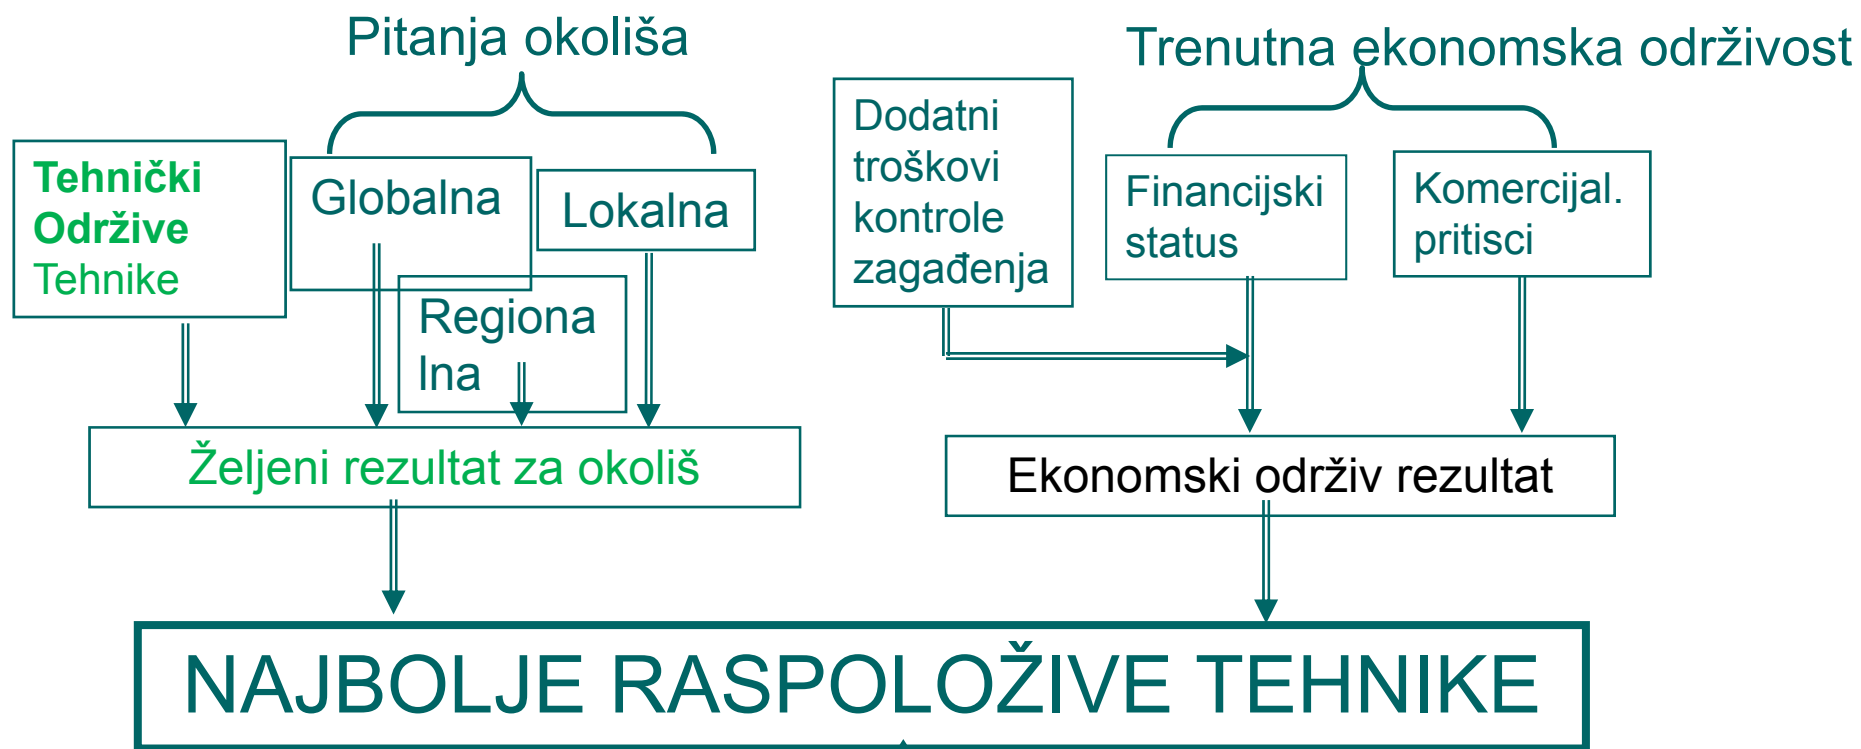 Pitanja okoliša
Trenutna ekonomska održivost
Tehnički
Održive
Tehnike
Globalna
Lokalna
Regiona
lna
Dodatni
troškovi
kontrole
zagađenja
Financijski
status
Komercijal.
pritisci
Željeni rezultat za okoliš
Ekonomski održiv rezultat
NAJBOLJE RASPOLOŽIVE TEHNIKE